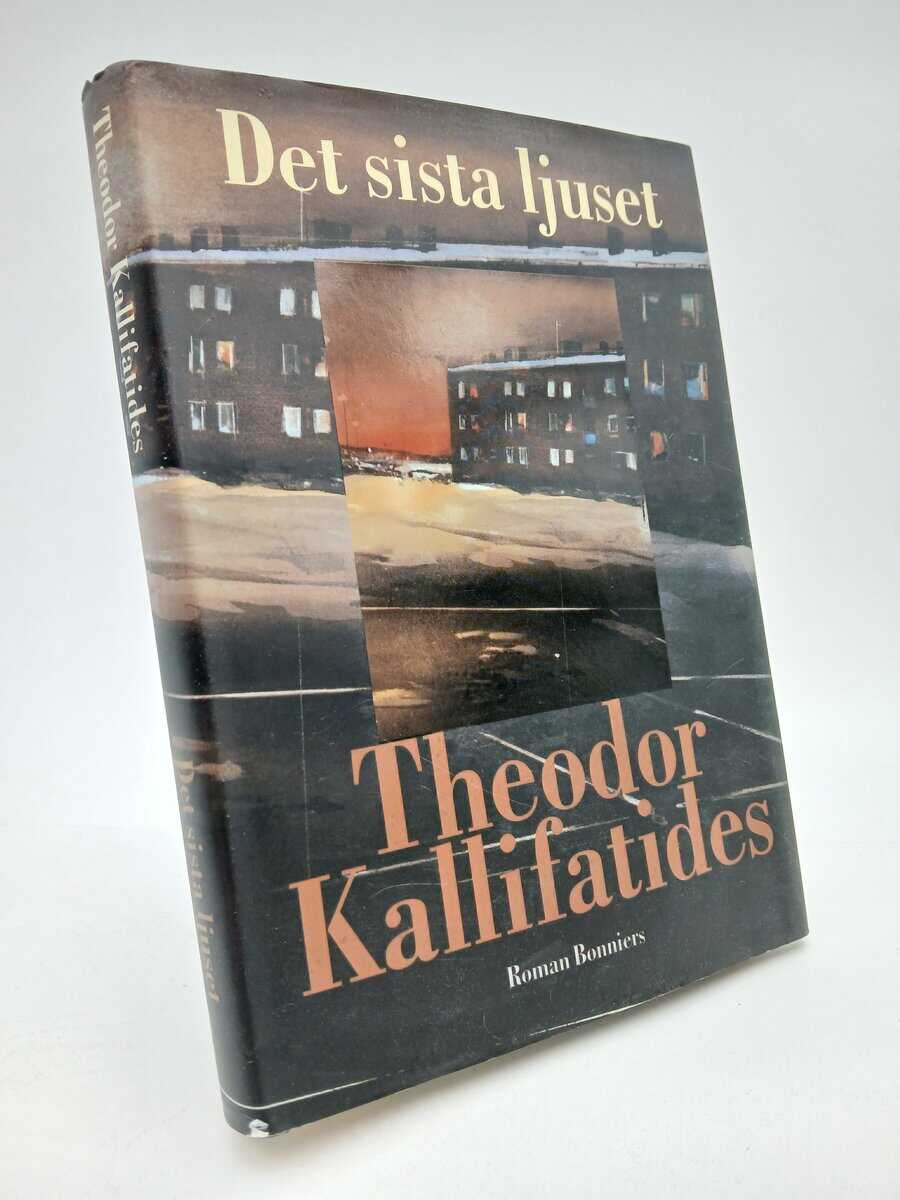 Det sista ljuset
Theodor
Kallifatides
Roman Bonniers
Theodor Kallifatides
Det sista ljuset